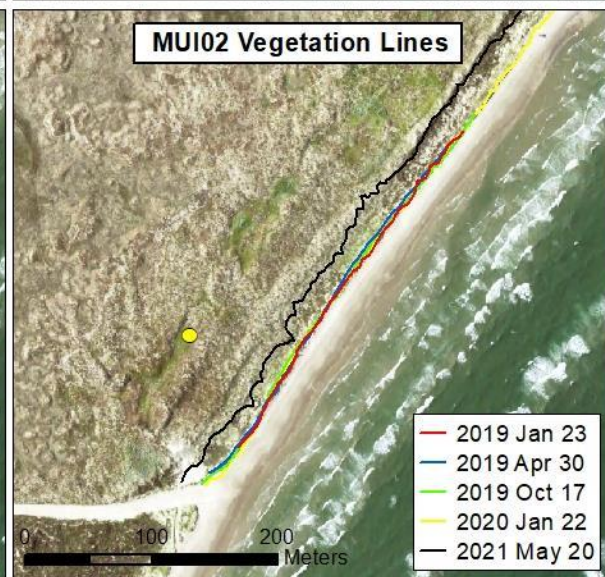 MUI02 Vegetation Lines
2019 Jan 23
2019 Apr 30
2019 Oct 17
2020 Jan 22
2021 May 20
0 100 200
Meters